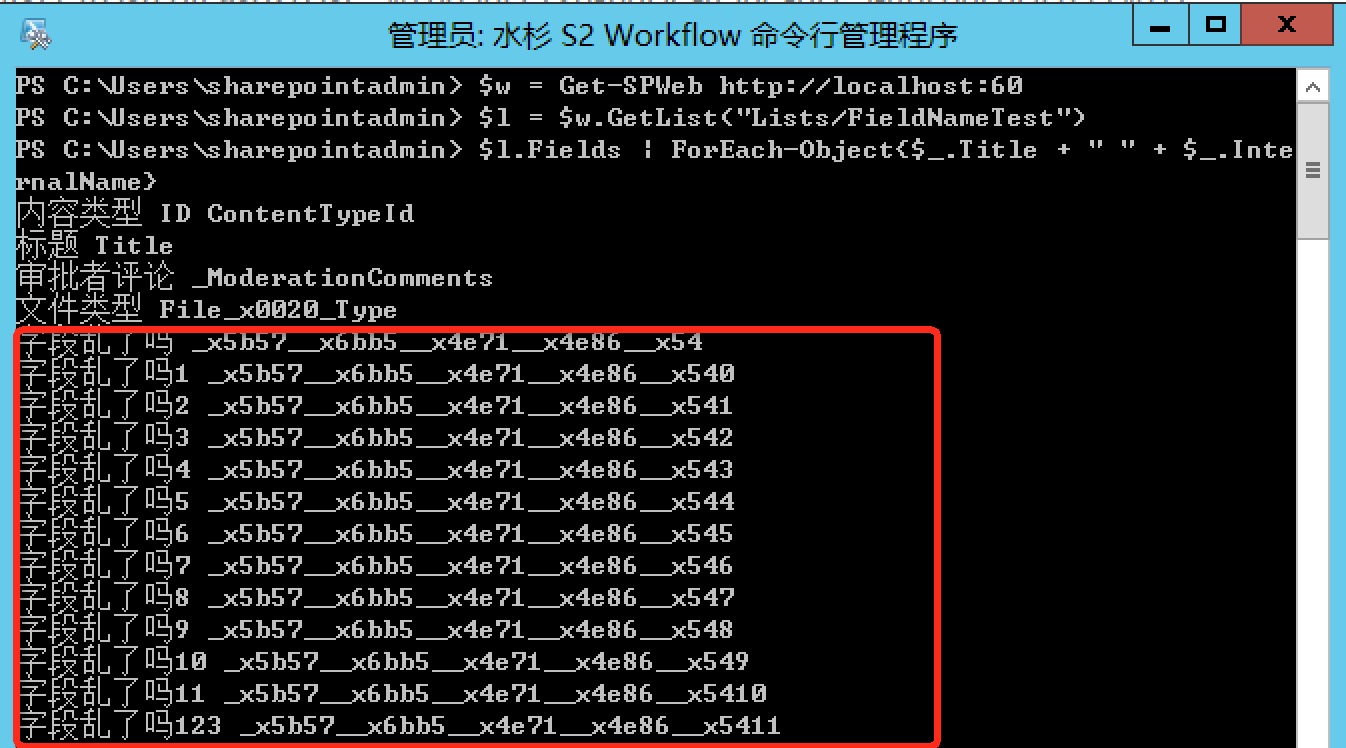 管理员: 水杉 S2 Workflow 命令行管理程序
PS C:\Users\sharepointadmin> $w = Get-SPWeb http://localhost:60
PS C:\Users\sharepointadmin> $l = $w.GetList("Lists/FieldNameTest")
PS C:\Users\sharepointadmin> $l.Fields | ForEach-Object{$_.Title + " " + $_.Inte
rnalName}
内容类型 ID ContentTypeId
标题 Title
审批者评论 _ModerationComments
文件类型 File_x0020_Type
字段乱了吗 _x5b57__x6bb5__x4e71__x4e86__x54
字段乱了吗1 _x5b57__x6bb5__x4e71__x4e86__x540
字段乱了吗2 _x5b57__x6bb5__x4e71__x4e86__x541
字段乱了吗3 _x5b57__x6bb5__x4e71__x4e86__x542
字段乱了吗4 _x5b57__x6bb5__x4e71__x4e86__x543
字段乱了吗5 _x5b57__x6bb5__x4e71__x4e86__x544
字段乱了吗6 _x5b57__x6bb5__x4e71__x4e86__x545
字段乱了吗7 _x5b57__x6bb5__x4e71__x4e86__x546
字段乱了吗8 _x5b57__x6bb5__x4e71__x4e86__x547
字段乱了吗9 _x5b57__x6bb5__x4e71__x4e86__x548
字段乱了吗10 _x5b57__x6bb5__x4e71__x4e86__x549
字段乱了吗11 _x5b57__x6bb5__x4e71__x4e86__x5410
字段乱了吗123 _x5b57__x6bb5__x4e71__x4e86__x5411